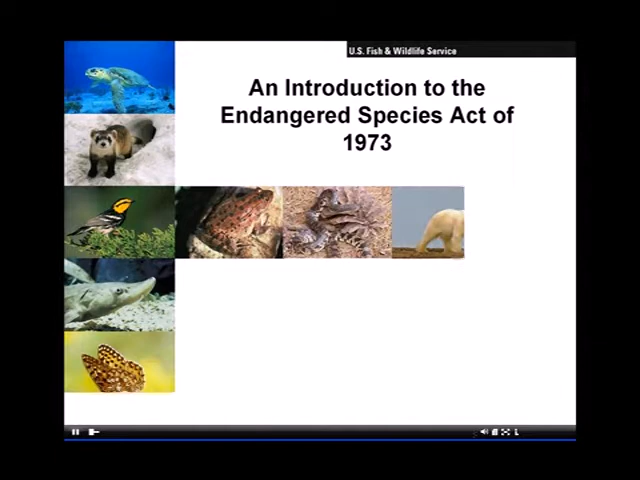 U.S. Fish & Wildlife Service
An Introduction to the
Endangered Species Act of
1973